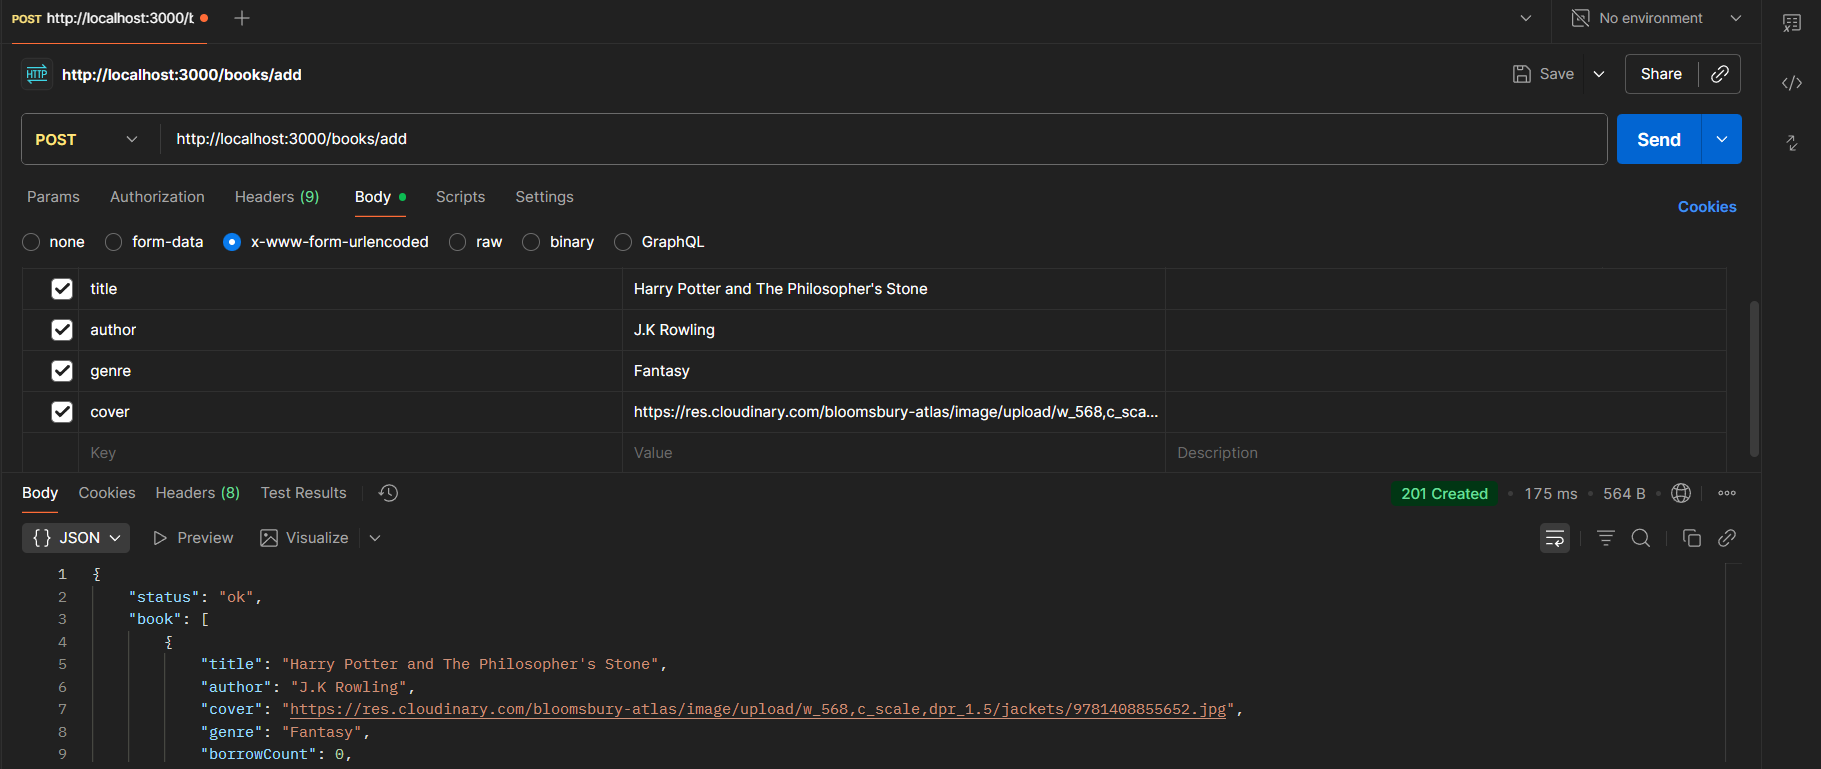 POST http://localhost:3000/b
No environment
HTTP http://localhost:3000/books/add
Save
Share
POST http://localhost:3000/books/add
Send
Params Authorization Headers (9) Body Scripts Settings
Cookies
none form-data x-www-form-urlencoded raw binary GraphQL
title Harry Potter and The Philosopher's Stone
author J.K Rowling
genre Fantasy
cover https://res.cloudinary.com/bloomsbury-atlas/image/upload/w_568,c_sca...
Key Value Description
Body Cookies Headers (8) Test Results
201 Created 175 ms 564 B
{} JSON Preview Visualize
1 {
2 "status": "ok",
3 "book": [
4 {
5 "title": "Harry Potter and The Philosopher's Stone",
6 "author": "J.K Rowling",
7 "cover": "https://res.cloudinary.com/bloomsbury-atlas/image/upload/w_568,c_scale,dpr_1.5/jackets/9781408855652.jpg",
8 "genre": "Fantasy",
9 "borrowCount": 0,